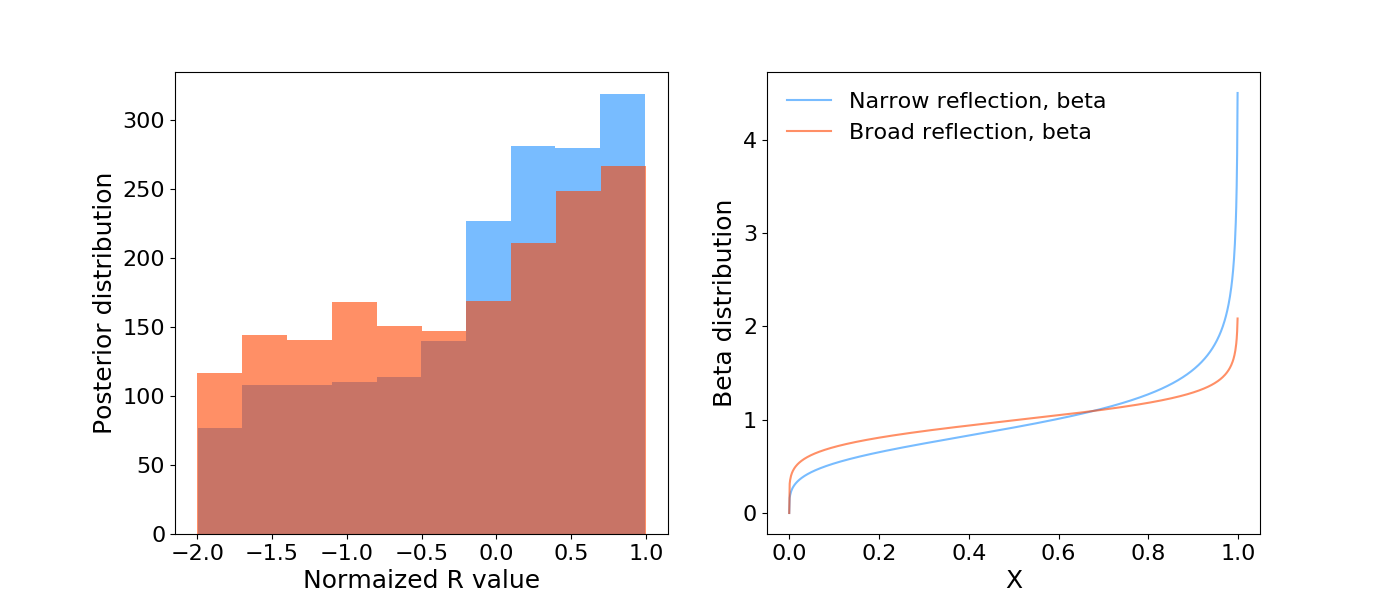 Posterior distribution
300
250
200
150
100
50
0
−2.0 −1.5 −1.0 −0.5 0.0 0.5 1.0
Normaized R value
Narrow reflection, beta
Broad reflection, beta
Beta distribution
4
3
2
1
0
0.0 0.2 0.4 0.6 0.8 1.0
X